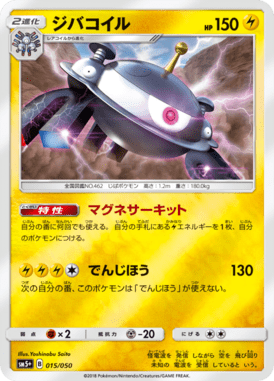 2進化 ジバコイル HP 150
レアコイルから進化
全国図鑑NO.462 じばポケモン 高さ:1.2m 重さ:180.0kg
特性 マグネサーキット
自分の番に何回でも使える。自分の手札にあるエネルギーを1枚、自分
のポケモンにつける。
でんじほう 130
次の自分の番、このポケモンは「でんじほう」が使えない。
弱点 ×2 抵抗力 -20 にげる
Illus. Yoshinobu Saito
SM5+ 015/050
©2018 Pokémon/Nintendo/Creatures/GAME FREAK.